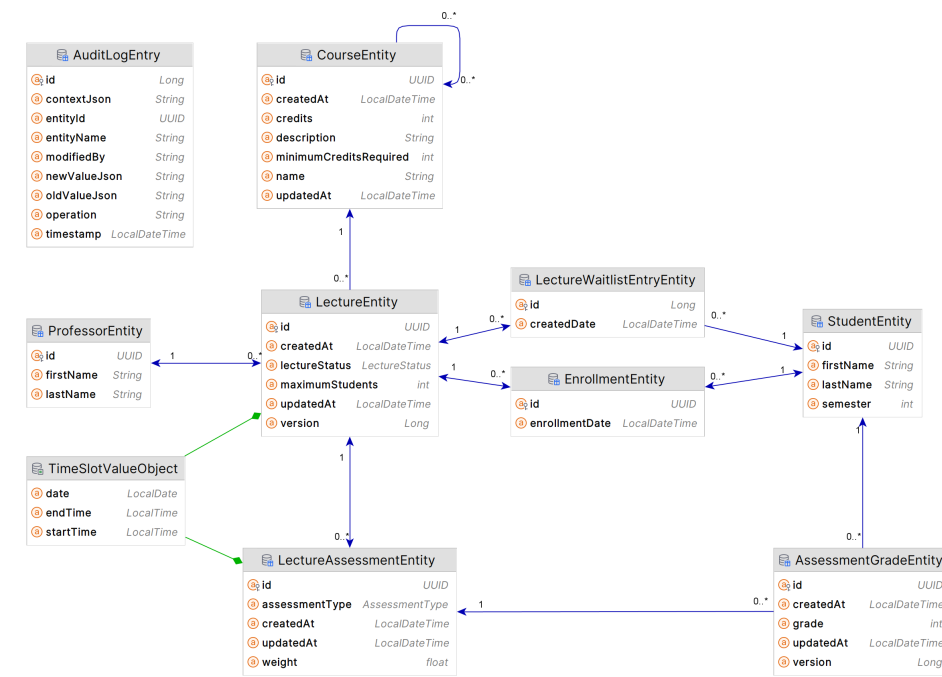 0..*
0..*
AuditLogEntry
id Long
contextJson String
entityId UUID
entityName String
modifiedBy String
newValueJson String
oldValueJson String
operation String
timestamp LocalDateTime
CourseEntity
id UUID
createdAt LocalDateTime
credits int
description String
minimumCreditsRequired int
name String
updatedAt LocalDateTime
1
0..*
LectureEntity
id UUID
createdAt LocalDateTime
lectureStatus LectureStatus
maximumStudents int
updatedAt LocalDateTime
version Long
ProfessorEntity
id UUID
firstName String
lastName String
1
0..*
LectureWaitlistEntryEntity
id Long
createdDate LocalDateTime
1
0..*
0..*
1
EnrollmentEntity
id UUID
enrollmentDate LocalDateTime
1
0..*
0..*
1
StudentEntity
id UUID
firstName String
lastName String
semester int
TimeSlotValueObject
date LocalDate
endTime LocalTime
startTime LocalTime
1
0..*
1
0..*
LectureAssessmentEntity
id UUID
assessmentType AssessmentType
createdAt LocalDateTime
updatedAt LocalDateTime
weight float
1
0..*
AssessmentGradeEntity
id UUID
createdAt LocalDateTime
grade int
updatedAt LocalDateTime
version Long